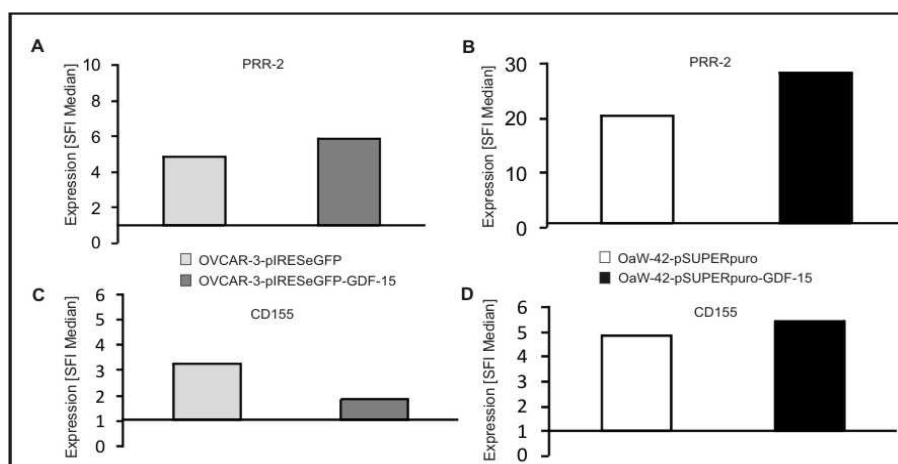 A
PRR-2
Expression [SFI Median]
10
8
6
4
2
0
B
PRR-2
Expression [SFI Median]
30
20
10
0
OVCAR-3-pIRESeGFP
OVCAR-3-pIRESeGFP-GDF-15
OaW-42-pSUPERpuro
OaW-42-pSUPERpuro-GDF-15
C
CD155
Expression [SFI Median]
6
5
4
3
2
1
0
D
CD155
Expression [SFI Median]
6
5
4
3
2
1
0